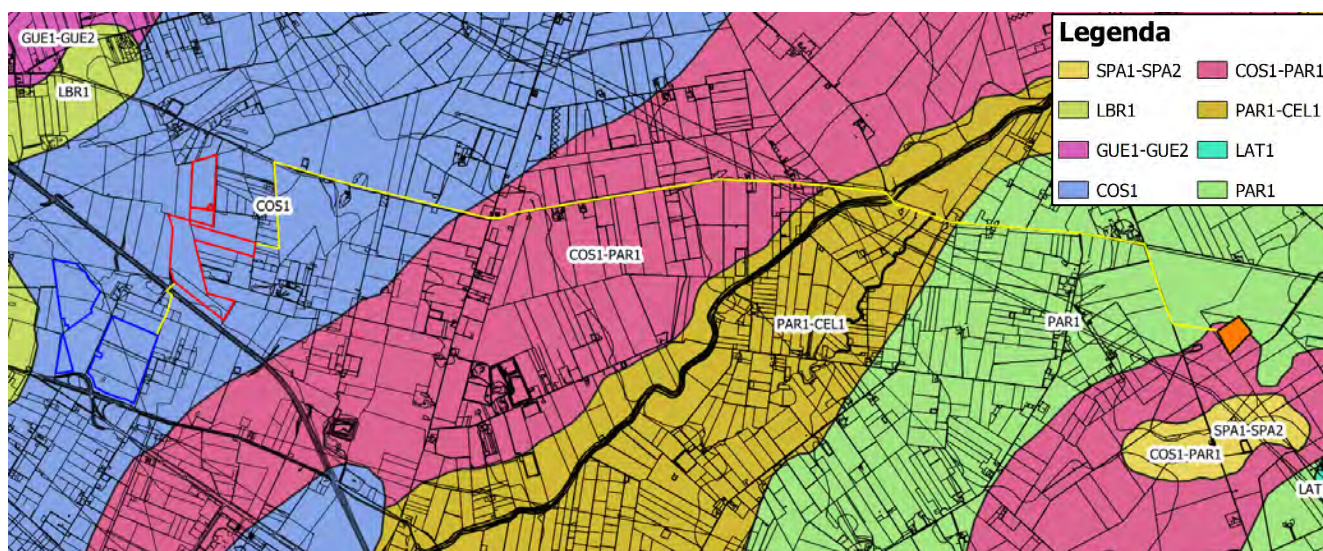 GUE1-GUE2
LBR1
COS1
COS1-PAR1
PAR1-CEL1
PAR1
SPA1-SPA2
COS1-PAR1
LAT
Legenda
SPA1-SPA2 COS1-PAR1
LBR1 PAR1-CEL1
GUE1-GUE2 LAT1
COS1 PAR1